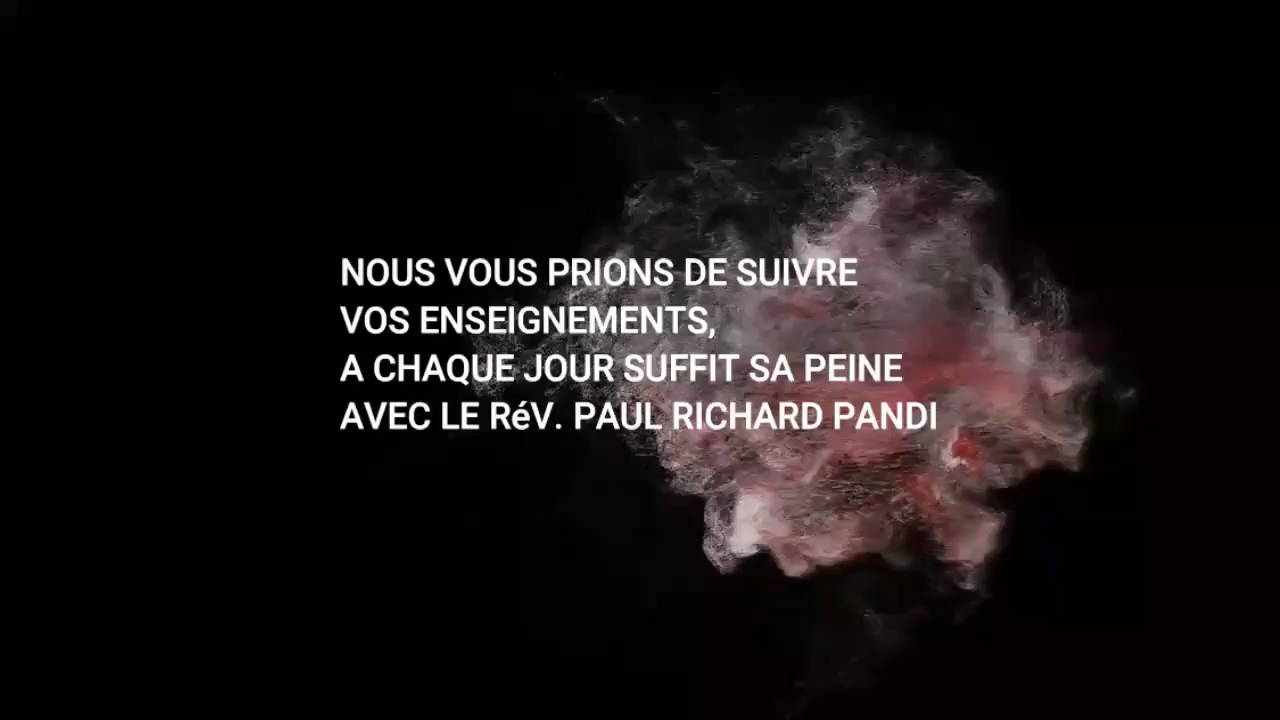 NOUS VOUS PRIONS DE SUIVRE
VOS ENSEIGNEMENTS,
A CHAQUE JOUR SUFFIT SA PEINE
AVEC LE RéV. PAUL RICHARD PANDI